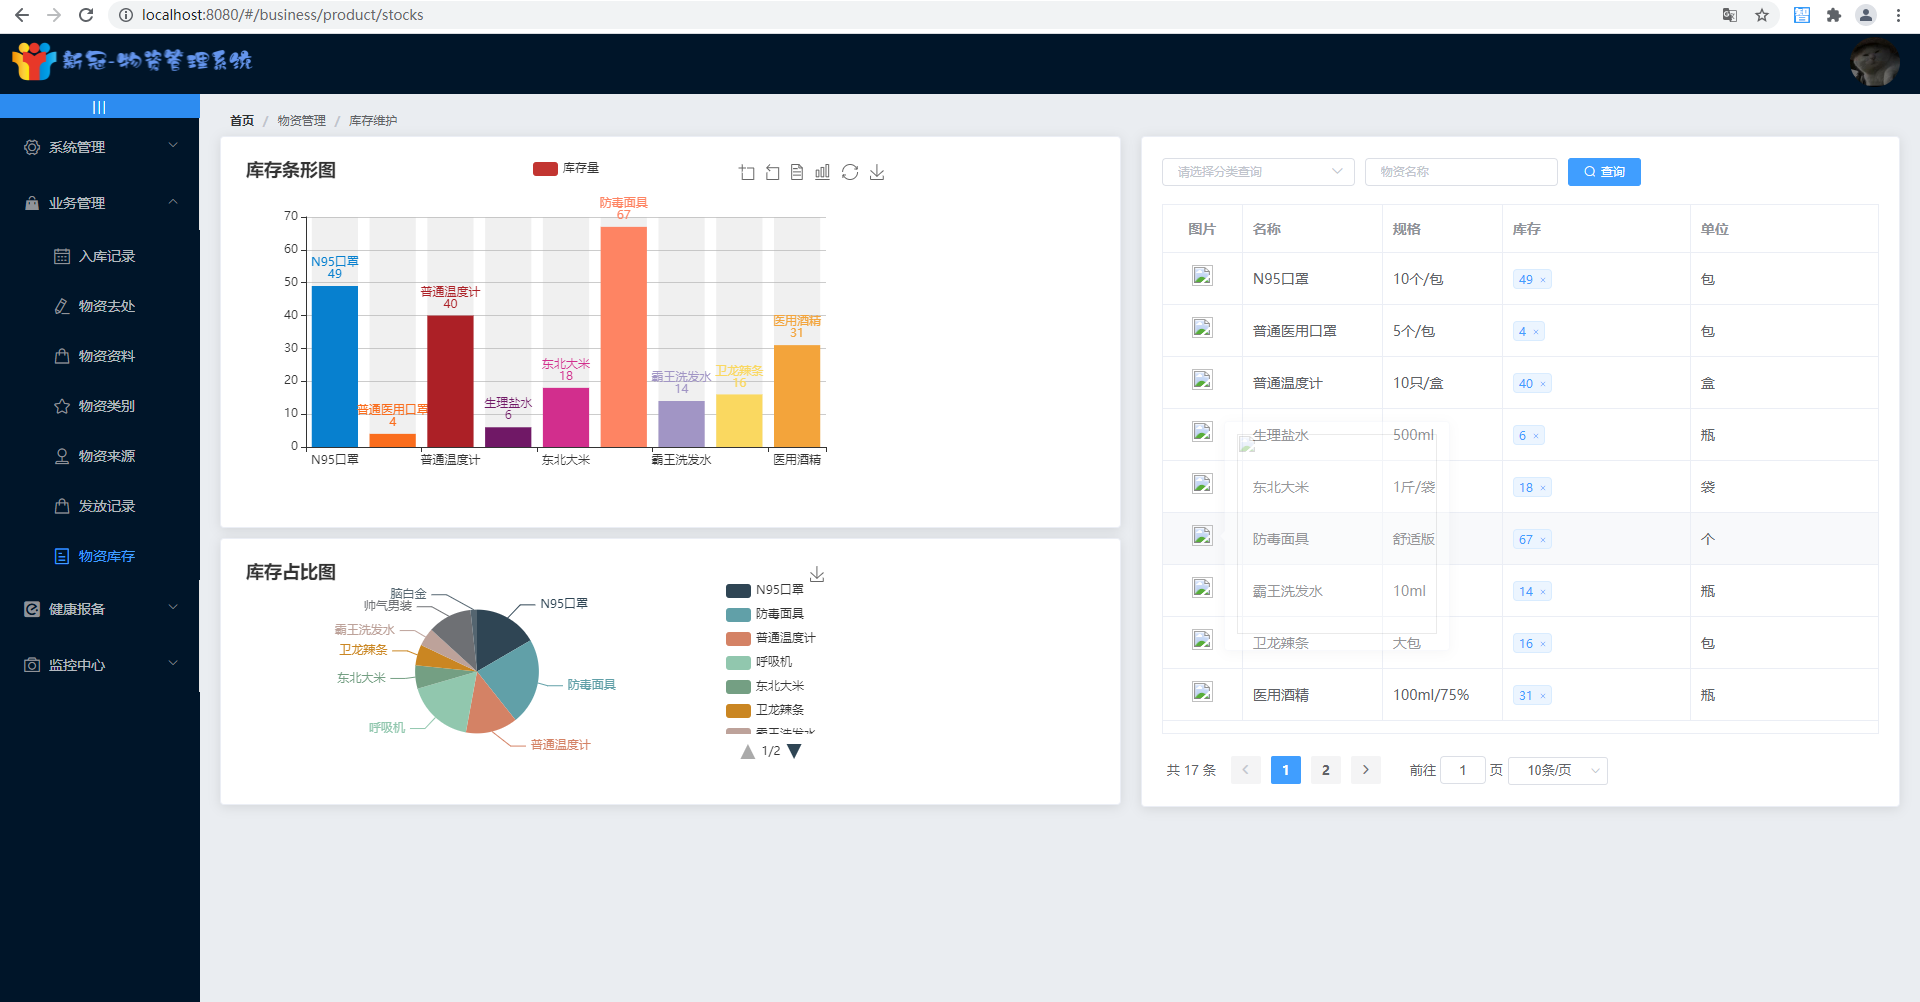 localhost:8080/#/business/product/stocks
新冠-物资管理系统
系统管理
业务管理
入库记录
物资去处
物资资料
物资类别
物资来源
发放记录
物资库存
健康报备
监控中心
首页 / 物资管理 / 库存维护
库存条形图
库存量
70
60
50
40
30
20
10
0
N95口罩
49
普通医用口罩
4
普通温度计
40
生理盐水
6
东北大米
18
防毒面具
67
霸王洗发水
14
卫龙辣条
16
医用酒精
31
N95口罩
普通温度计
东北大米
霸王洗发水
医用酒精
库存占比图
脑白金
帅气男装
霸王洗发水
卫龙辣条
东北大米
呼吸机
N95口罩
防毒面具
普通温度计
N95口罩
防毒面具
普通温度计
呼吸机
东北大米
卫龙辣条
霸王洗发水
1/2
请选择分类查询
物资名称
查询
图片 名称 规格 库存 单位
N95口罩 10个/包 49 × 包
普通医用口罩 5个/包 4 × 包
普通温度计 10只/盒 40 × 盒
生理盐水 500ml 6 × 瓶
东北大米 1斤/袋 18 × 袋
防毒面具 舒适版 67 × 个
霸王洗发水 10ml 14 × 瓶
卫龙辣条 大包 16 × 包
医用酒精 100ml/75% 31 × 瓶
共 17 条 1 2 前往 1 页 10条/页